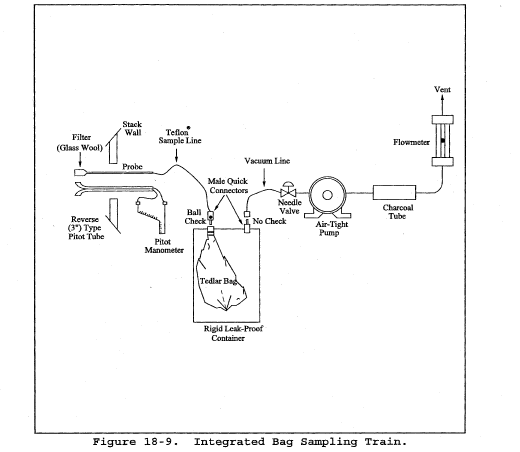 Vent
Stack
Wall
Filter
(Glass Wool)
Probe
Teflon®
Sample Line
Vacuum Line
Flowmeter
Male Quick
Connectors
Needle
Valve
Ball
Check
No Check
Charcoal
Tube
Air-Tight
Pump
Reverse
(3") Type
Pitot Tube
Pitot
Manometer
Tedlar Bag
Rigid Leak-Proof
Container
Figure 18-9. Integrated Bag Sampling Train.